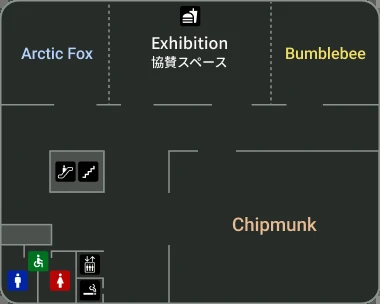 Exhibition
協賛スペース
Arctic Fox
Bumblebee
Chipmunk